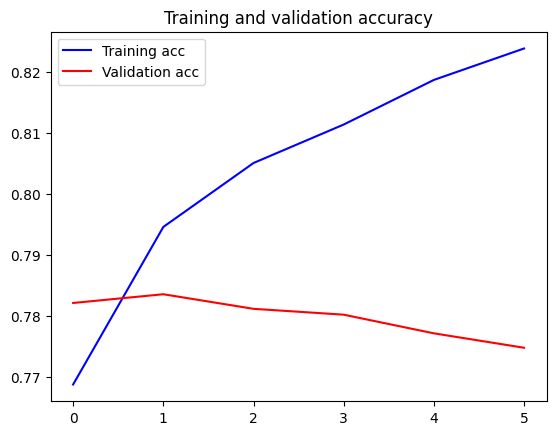 Training and validation accuracy
Training acc
Validation acc
0.82
0.81
0.80
0.79
0.78
0.77
0 1 2 3 4 5